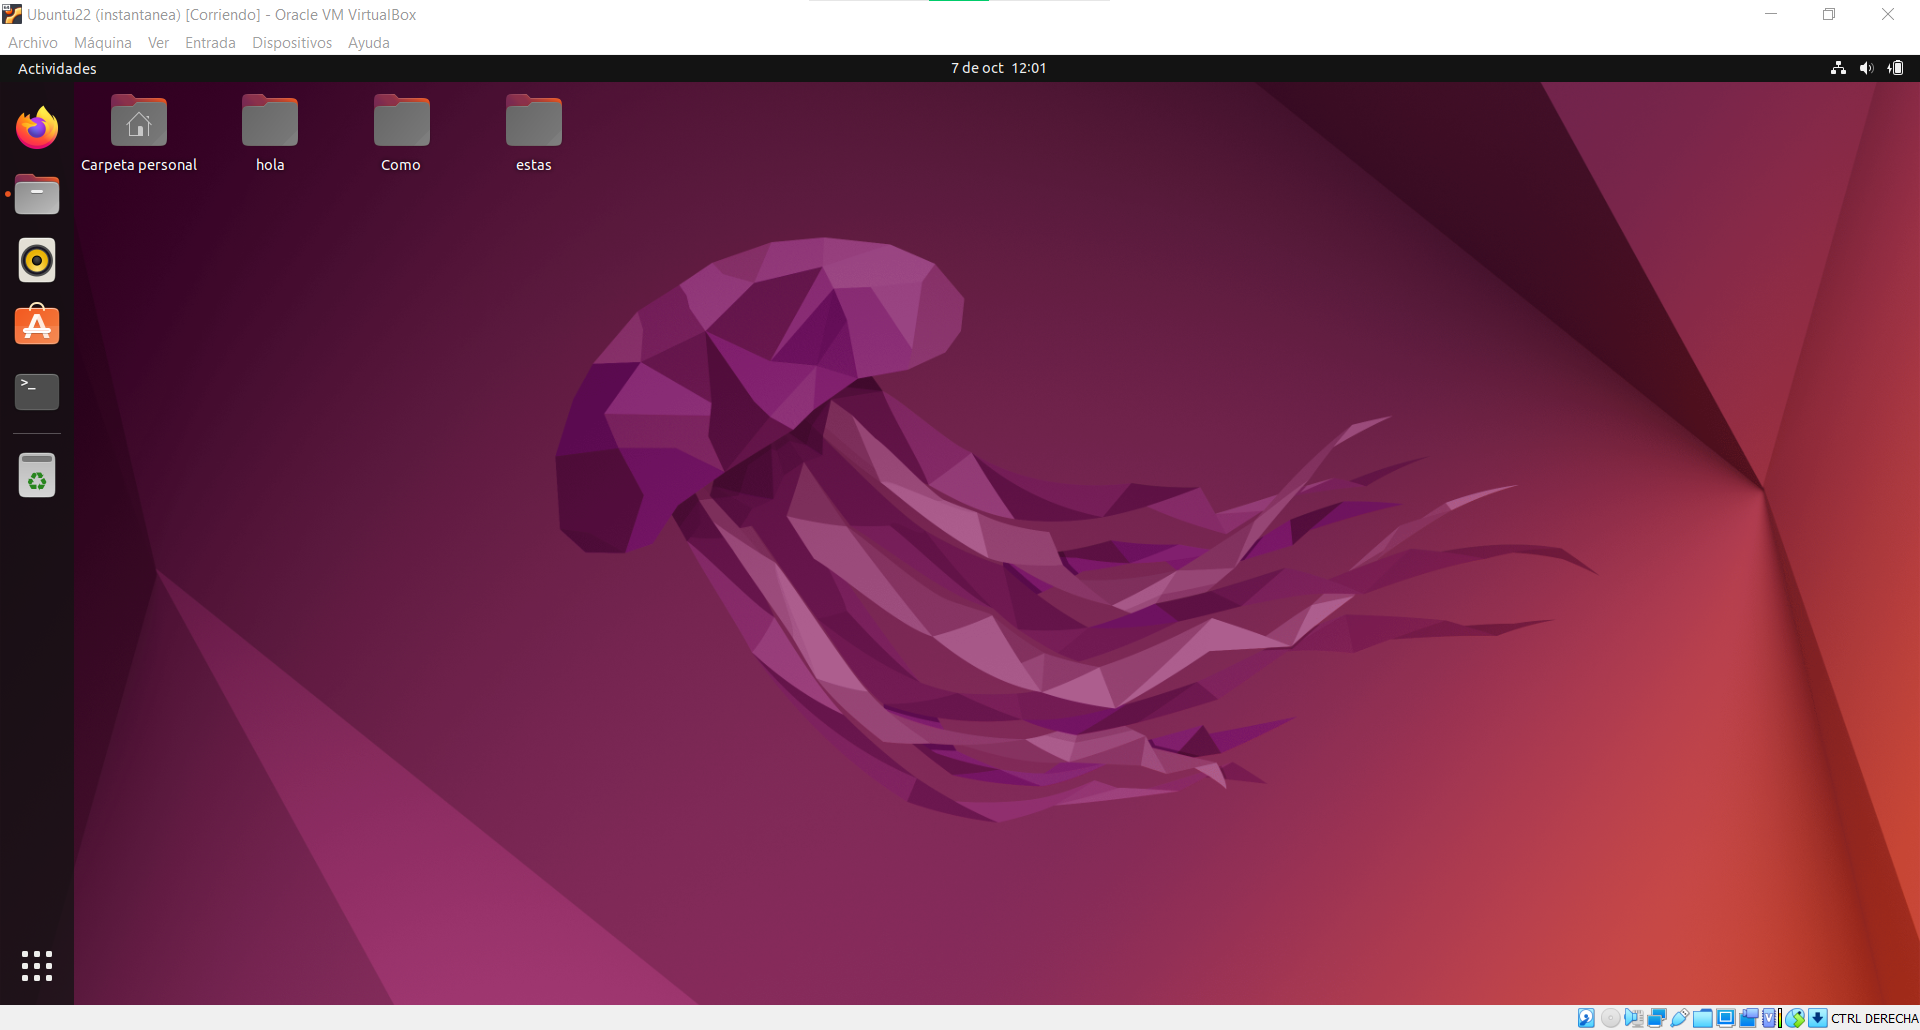 Ubuntu22 (instantanea) [Corriendo] - Oracle VM VirtualBox
Archivo Máquina Ver Entrada Dispositivos Ayuda
Actividades 7 de oct 12:01
Carpeta personal hola Como estas
>_
CTRL DERECHA